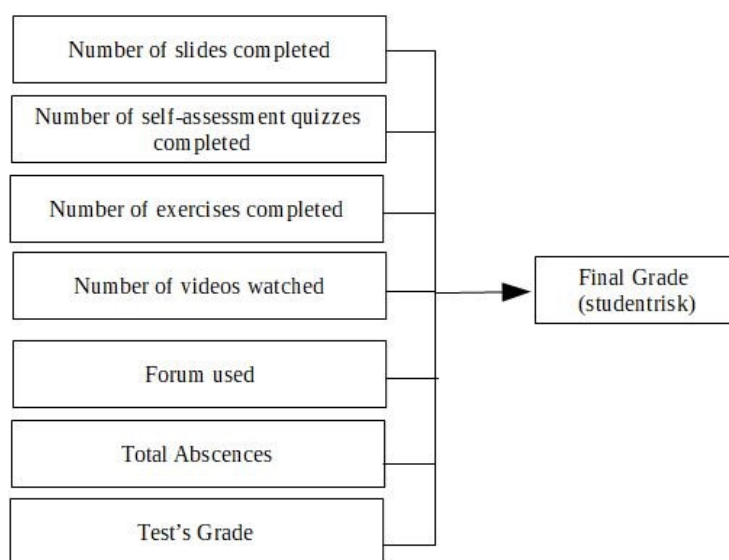 Number of slides completed
Number of self-assessment quizzes
completed
Number of exercises completed
Number of videos watched
Forum used
Total Abscences
Test's Grade
Final Grade
(studentrisk)